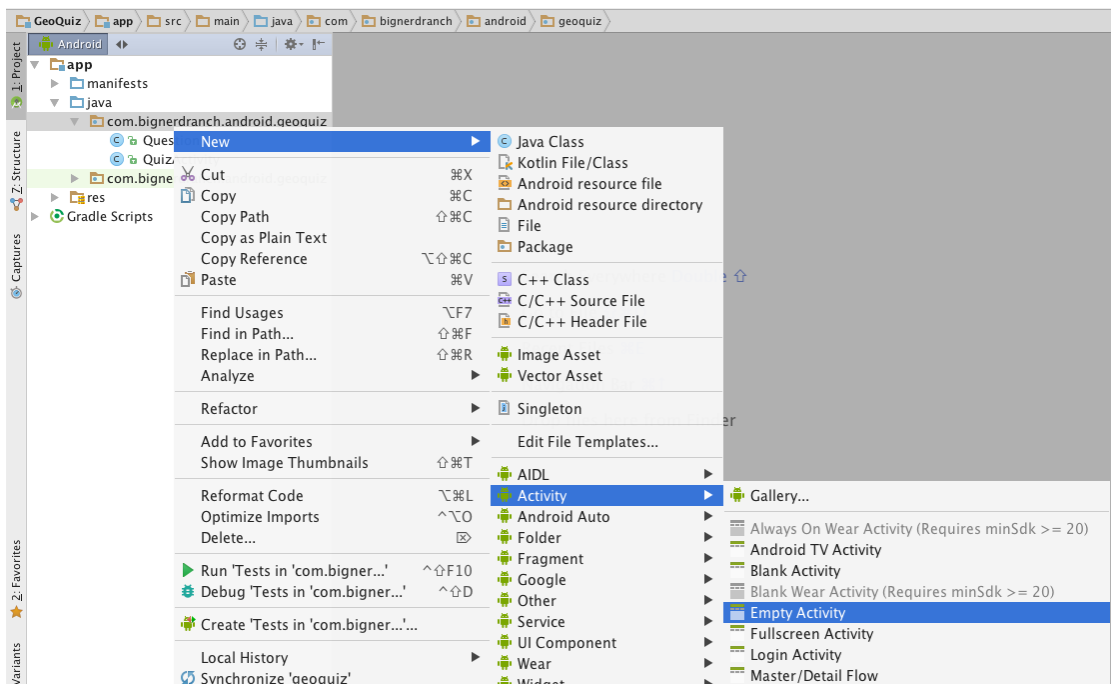 GeoQuiz app src main java com bignerdranch android geoquiz
1: Project
Z: Structure
Captures
2: Favorites
Variants
Android
app
manifests
java
com.bignerdranch.android.geoquiz
Ques
Quiz
com.bigne
res
Gradle Scripts
New
Cut ⌘X
Copy ⌘C
Copy Path ⇧⌘C
Copy as Plain Text
Copy Reference ⌥⇧⌘C
Paste ⌘V
Find Usages ⌥F7
Find in Path... ⇧⌘F
Replace in Path... ⇧⌘R
Analyze
Refactor
Add to Favorites
Show Image Thumbnails ⇧⌘T
Reformat Code ⌥⌘L
Optimize Imports ^⌥O
Delete... ⌦
Run 'Tests in 'com.bigner...' ^⇧F10
Debug 'Tests in 'com.bigner...' ^⇧D
Create 'Tests in 'com.bigner...'...
Local History
Synchronize 'geoquiz'
Java Class
Kotlin File/Class
Android resource file
Android resource directory
File
Package
C++ Class
C/C++ Source File
C/C++ Header File
Image Asset
Vector Asset
Singleton
Edit File Templates...
AIDL
Activity
Android Auto
Folder
Fragment
Google
Other
Service
UI Component
Wear
Widget
Gallery...
Always On Wear Activity (Requires minSdk >= 20)
Android TV Activity
Blank Activity
Blank Wear Activity (Requires minSdk >= 20)
Empty Activity
Fullscreen Activity
Login Activity
Master/Detail Flow